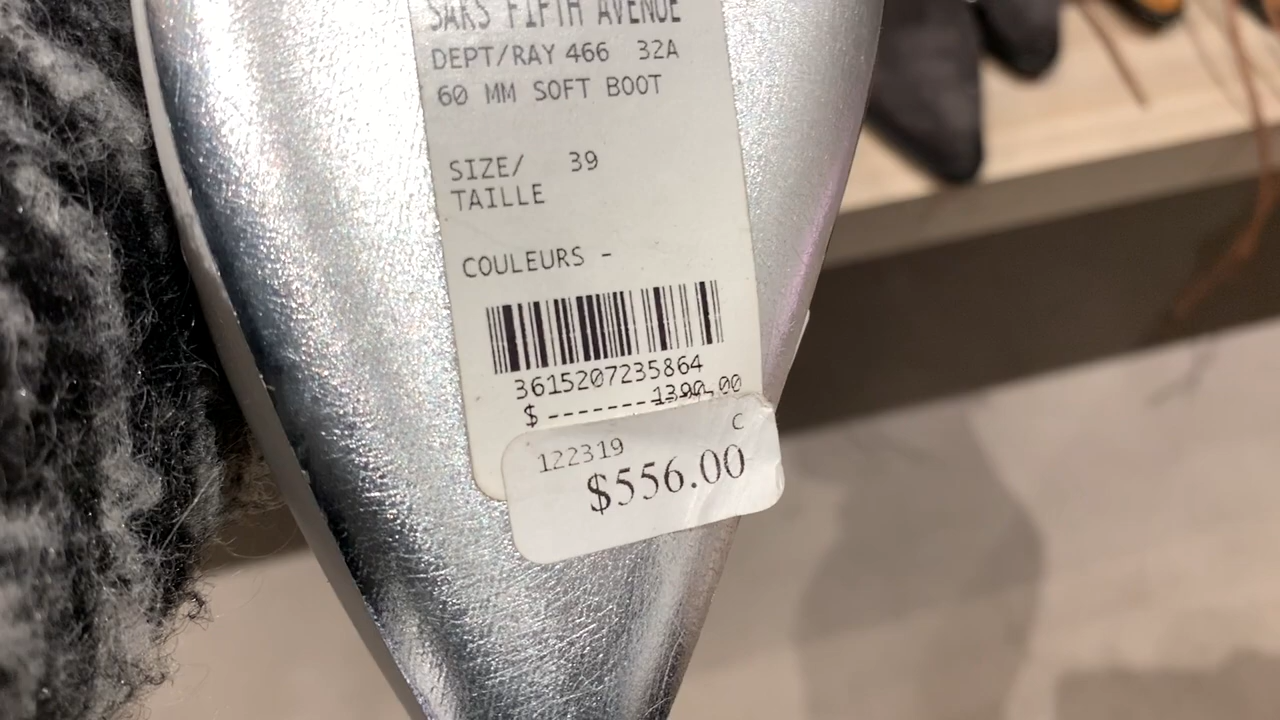 SAKS FIFTH AVENUE
DEPT/RAY 466 32A
60 MM SOFT BOOT
SIZE/ 39
TAILLE
COULEURS -
3615207235864
$ -------1390.00
122319 C
$556.00